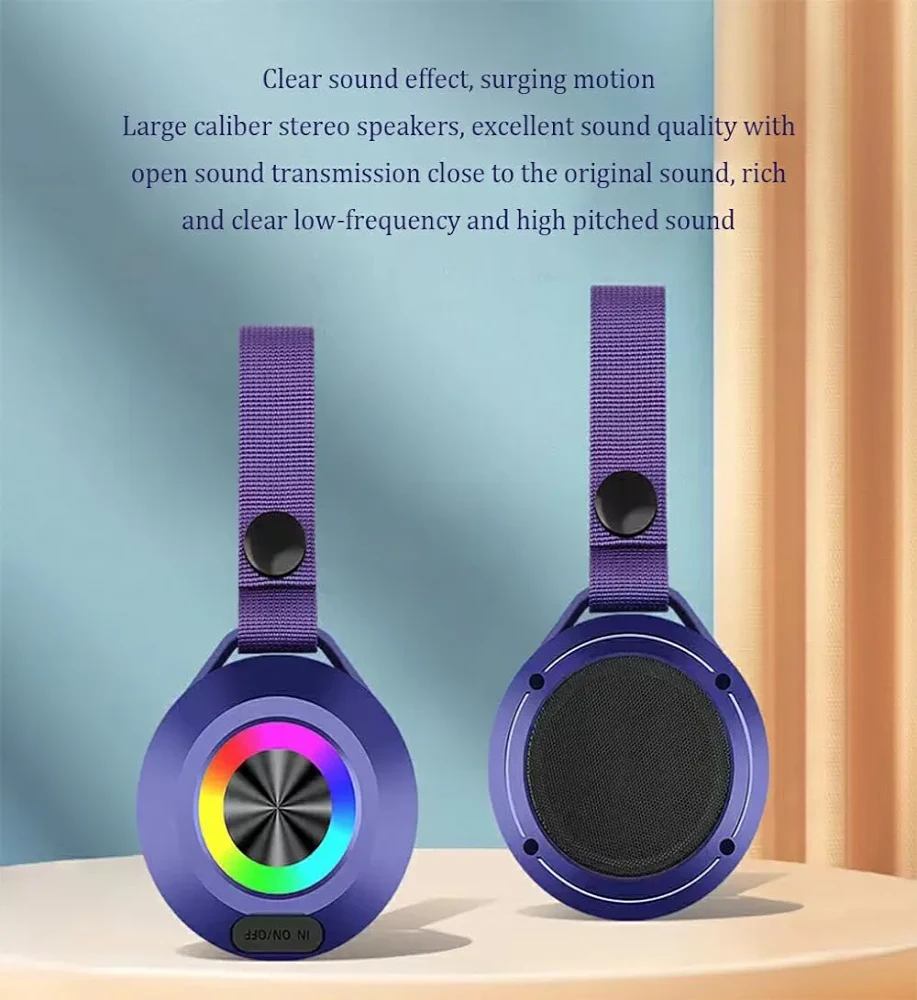 Clear sound effect, surging motion
Large caliber stereo speakers, excellent sound quality with
open sound transmission close to the original sound, rich
and clear low-frequency and high pitched sound
IN ON/OFF